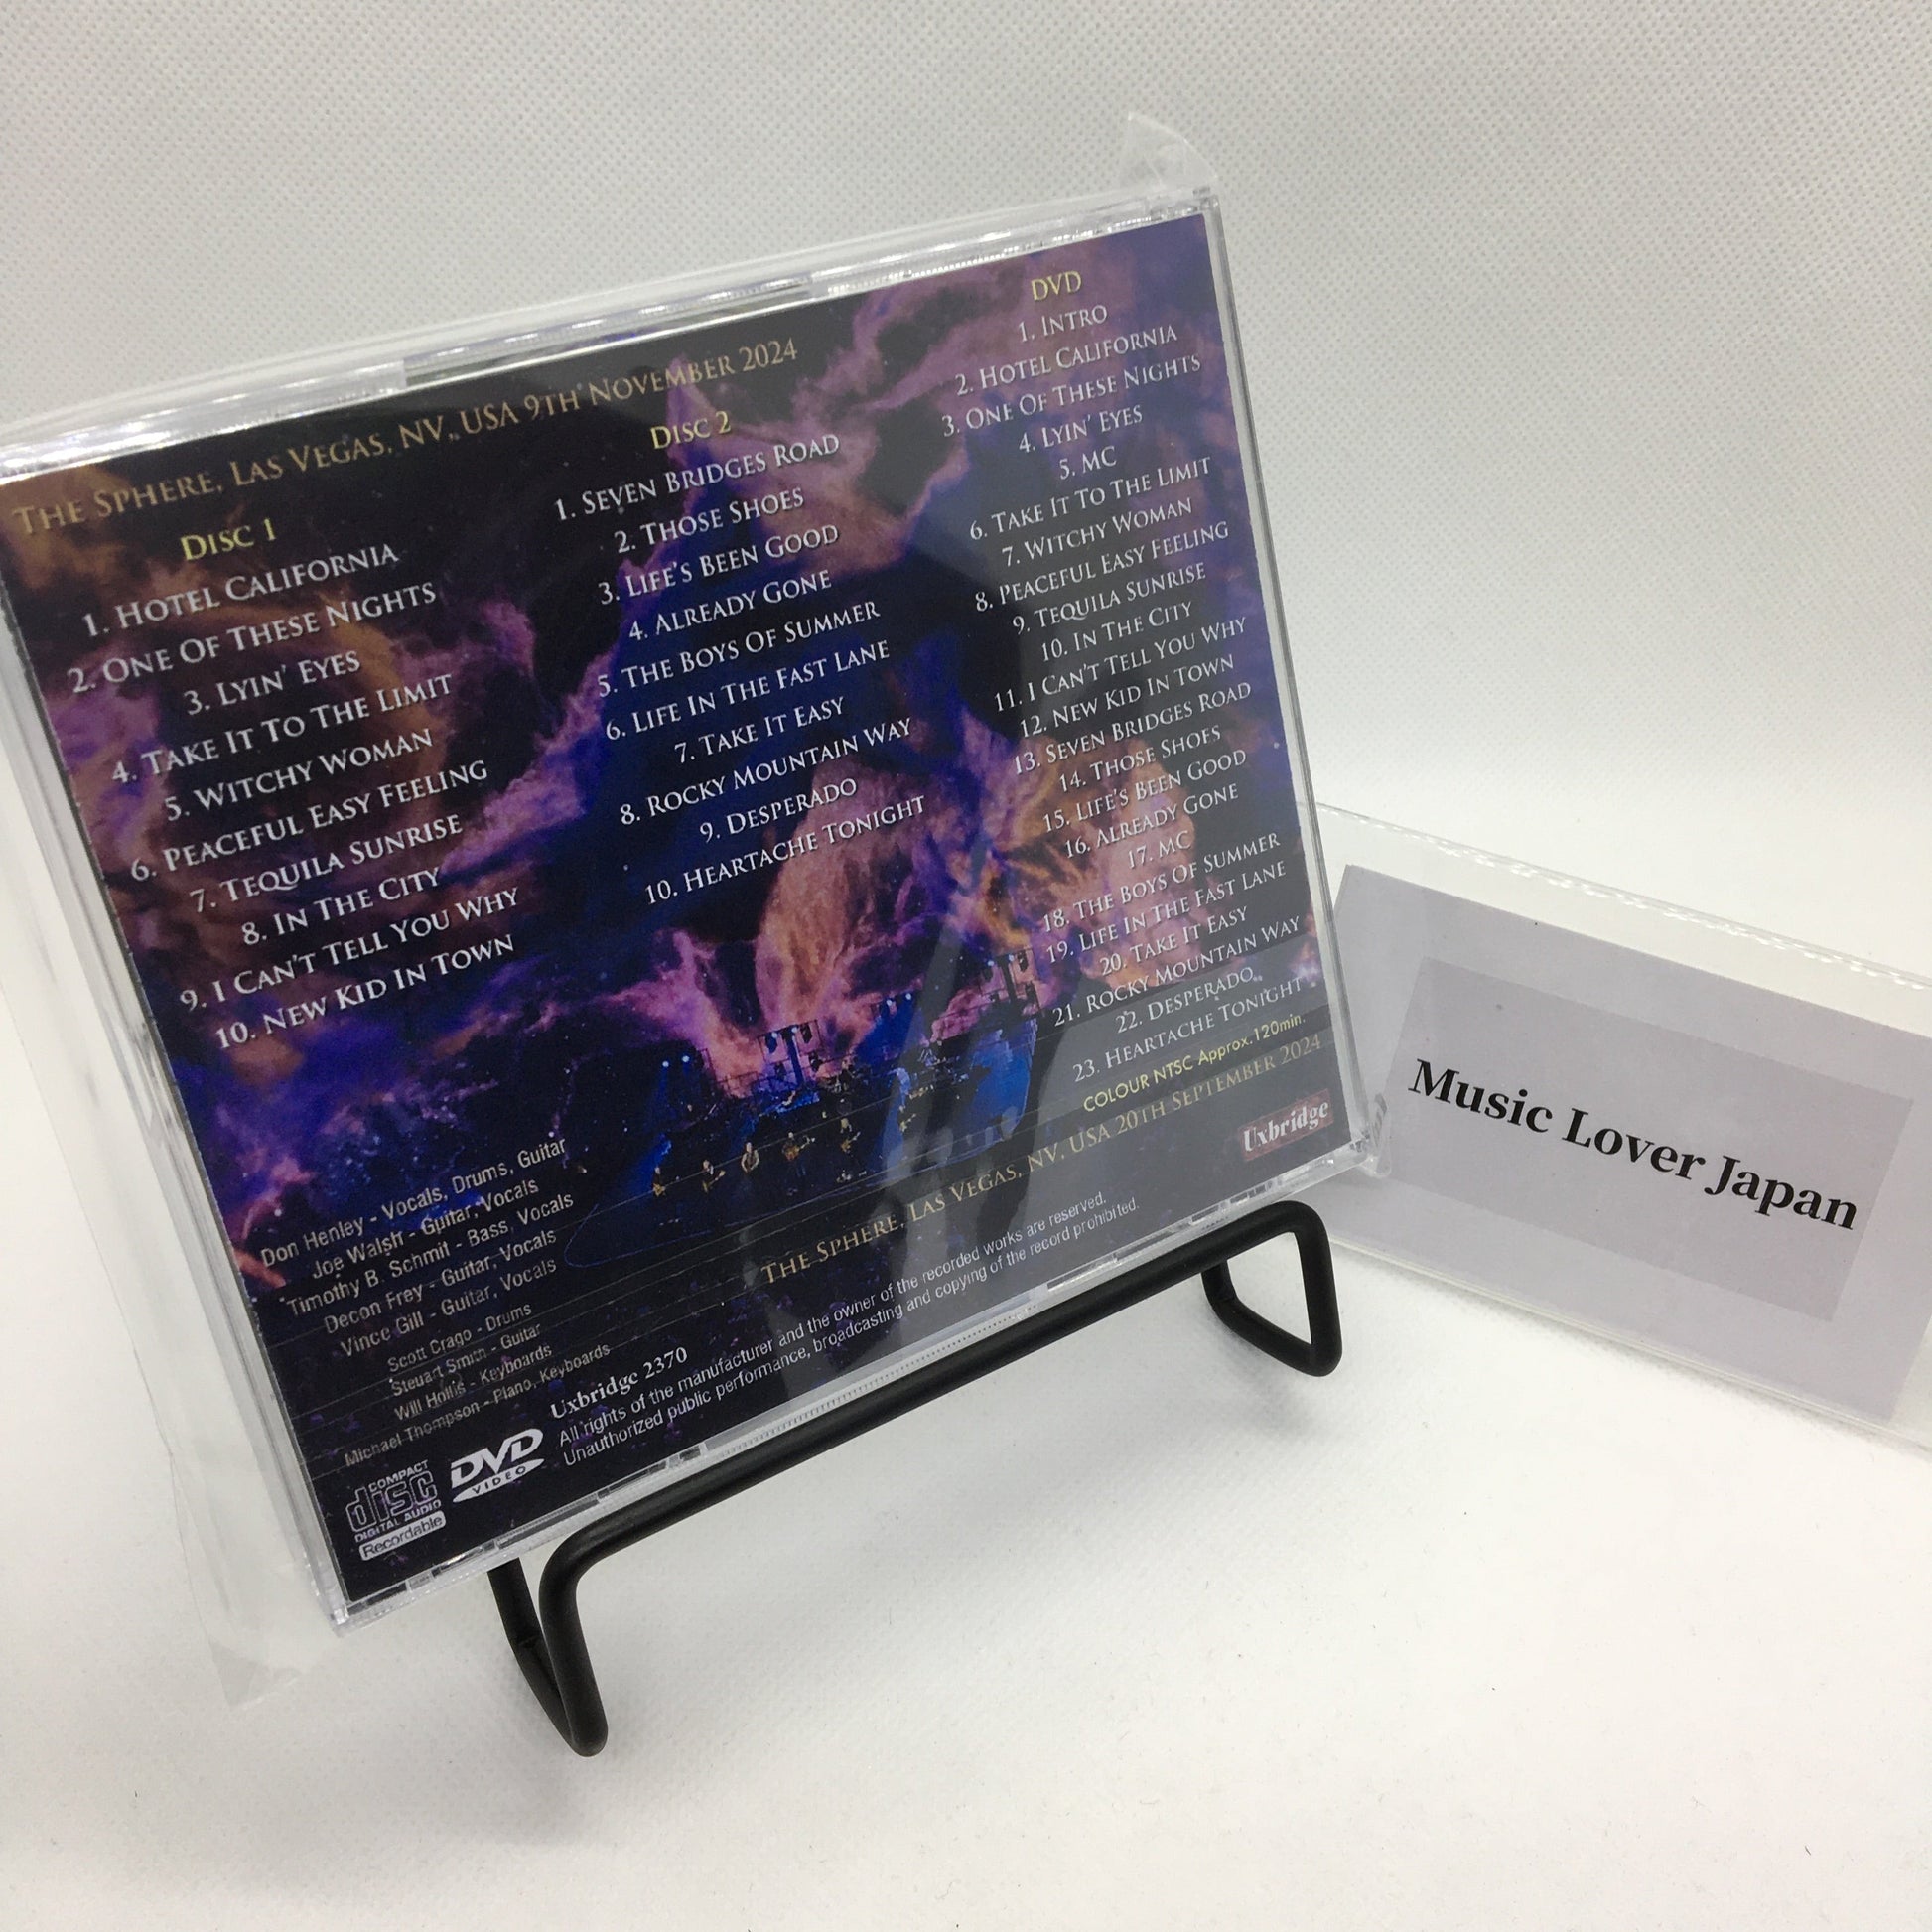 THE SPHERE, LAS VEGAS, NV, USA 9TH NOVEMBER 2024
DISC 1
1. HOTEL CALIFORNIA
2. ONE OF THESE NIGHTS
3. LYIN' EYES
4. TAKE IT TO THE LIMIT
5. WITCHY WOMAN
6. PEACEFUL EASY FEELING
7. TEQUILA SUNRISE
8. IN THE CITY
9. I CAN'T TELL YOU WHY
10. NEW KID IN TOWN
DISC 2
1. SEVEN BRIDGES ROAD
2. THOSE SHOES
3. LIFE'S BEEN GOOD
4. ALREADY GONE
5. THE BOYS OF SUMMER
6. LIFE IN THE FAST LANE
7. TAKE IT EASY
8. ROCKY MOUNTAIN WAY
9. DESPERADO
10. HEARTACHE TONIGHT
DVD
1. INTRO
2. HOTEL CALIFORNIA
3. ONE OF THESE NIGHTS
4. LYIN' EYES
5. MC
6. TAKE IT TO THE LIMIT
7. WITCHY WOMAN
8. PEACEFUL EASY FEELING
9. TEQUILA SUNRISE
10. IN THE CITY
11. I CAN'T TELL YOU WHY
12. NEW KID IN TOWN
13. SEVEN BRIDGES ROAD
14. THOSE SHOES
15. LIFE'S BEEN GOOD
16. ALREADY GONE
17. MC
18. THE BOYS OF SUMMER
19. LIFE IN THE FAST LANE
20. TAKE IT EASY
21. ROCKY MOUNTAIN WAY
22. DESPERADO
23. HEARTACHE TONIGHT
COLOUR NTSC Approx.120min.
THE SPHERE, LAS VEGAS, NV, USA 20TH SEPTEMBER 2024
Uxbridge
Don Henley - Vocals, Drums, Guitar
Joe Walsh - Guitar, Vocals
Timothy B. Schmit - Bass, Vocals
Decon Frey - Guitar, Vocals
Vince Gill - Guitar, Vocals
Scott Crago - Drums
Steuart Smith - Guitar
Will Hollis - Keyboards
Michael Thompson - Piano, Keyboards
COMPACT
disc
DIGITAL AUDIO
Recordable
DVD
VIDEO
Uxbridge 2370
All rights of the manufacturer and the owner of the recorded works are reserved.
Unauthorized public performance, broadcasting and copying of the record prohibited.
Music Lover Japan